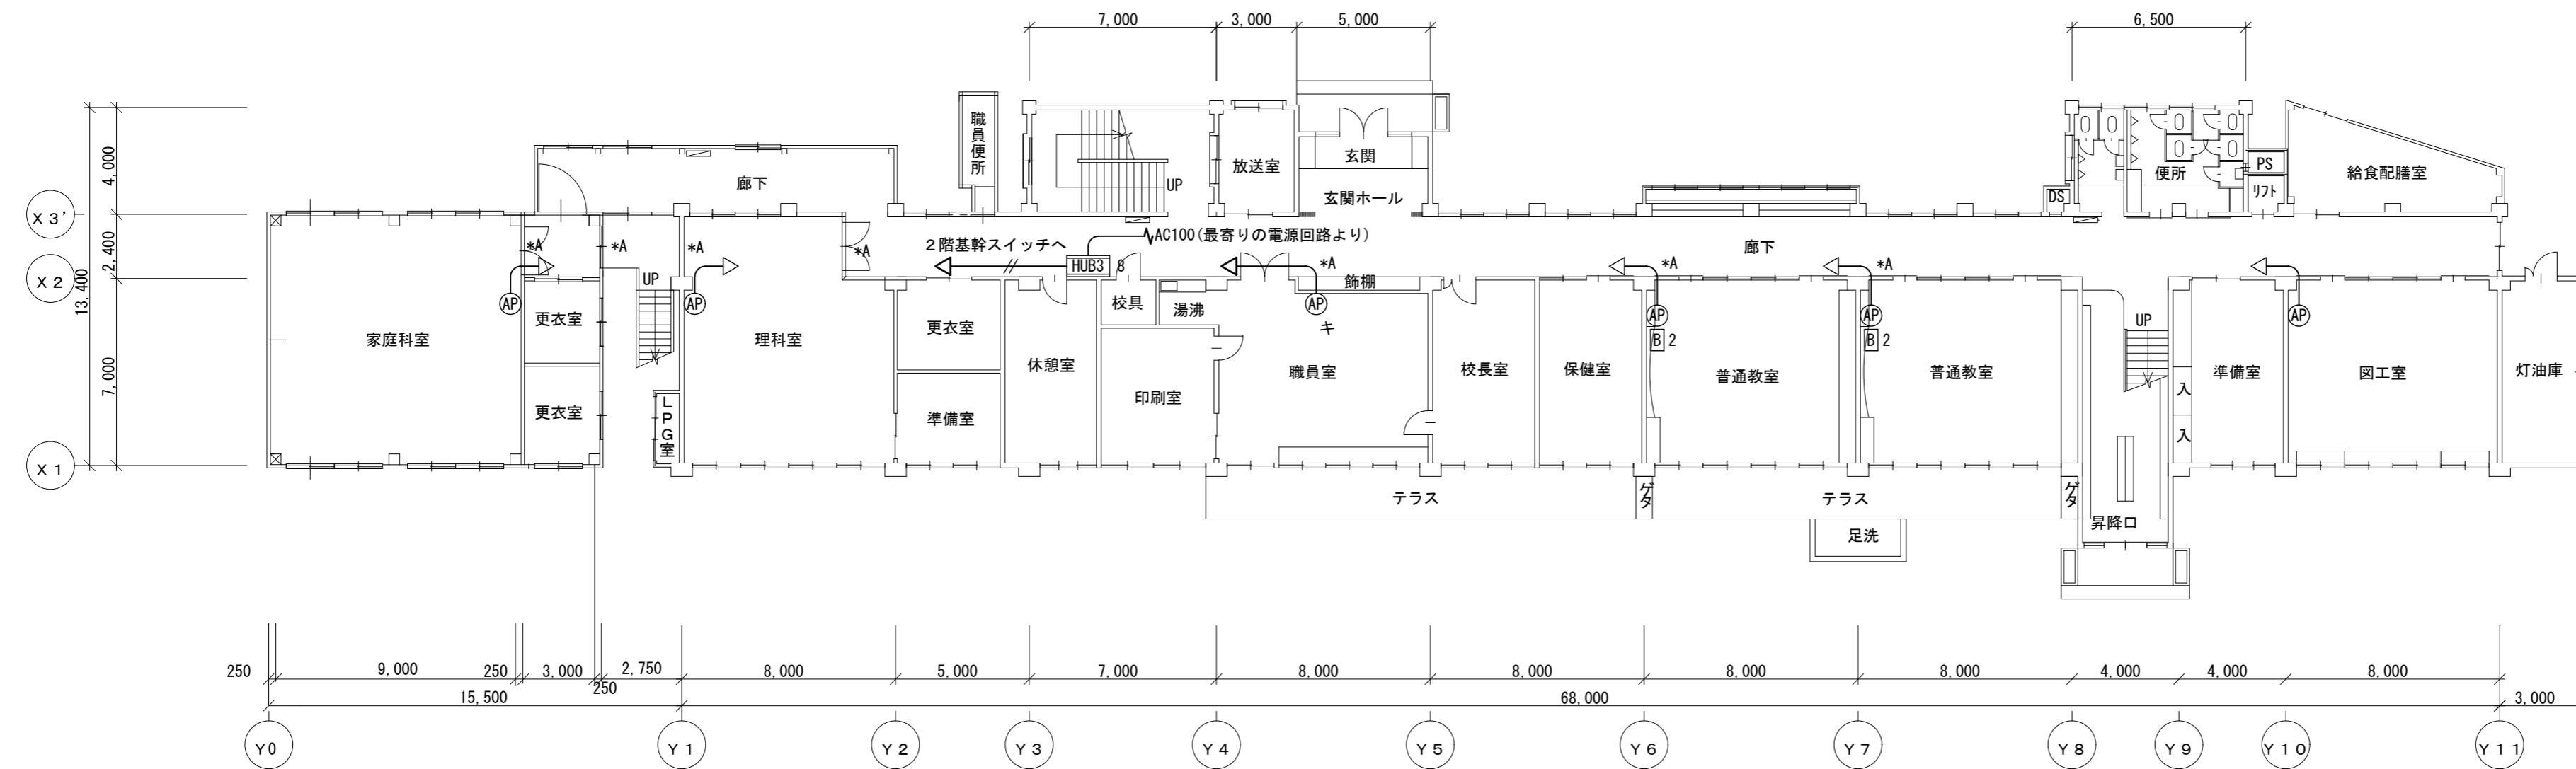 7,000
3,000
5,000
6,500
4,000
2,400
13,400
7,000
X3'
X2
X1
職員便所
放送室
玄関
玄関ホール
UP
廊下
便所
PS
ﾘﾌﾄ
DS
給食配膳室
*A
*A
*A
*A
2階基幹スイッチへ
AC100(最寄りの電源回路より)
HUB3
8
*A
飾棚
廊下
*A
*A
AP
UP
AP
校具
湯沸
AP
キ
AP
B 2
AP
B 2
UP
AP
家庭科室
更衣室
更衣室
LPG室
理科室
更衣室
準備室
休憩室
印刷室
職員室
校長室
保健室
普通教室
普通教室
入
入
準備室
図工室
灯油庫
テラス
ゲタ
テラス
ゲタ
昇降口
足洗
250
9,000
250
3,000
250
2,750
8,000
5,000
7,000
8,000
8,000
8,000
8,000
4,000
4,000
8,000
15,500
68,000
3,000
Y0
Y1
Y2
Y3
Y4
Y5
Y6
Y7
Y8
Y9
Y10
Y11